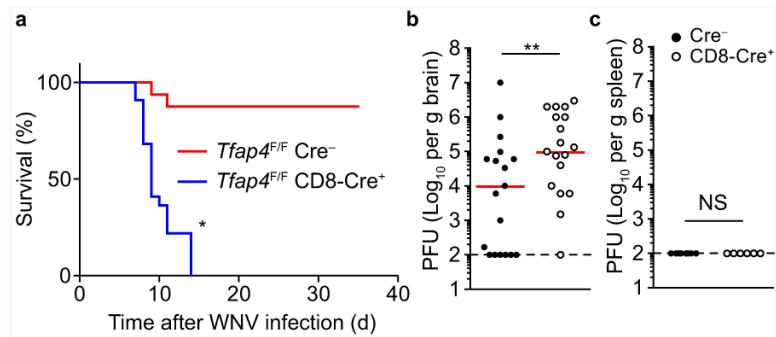 a
Survival (%)
100
50
0
0 10 20 30 40
Time after WNV infection (d)
Tfap4F/F Cre–
Tfap4F/F CD8-Cre+
*
b
PFU (Log10 per g brain)
8
7
6
5
4
3
2
1
**
c
PFU (Log10 per g spleen)
8
7
6
5
4
3
2
1
NS
Cre–
CD8-Cre+